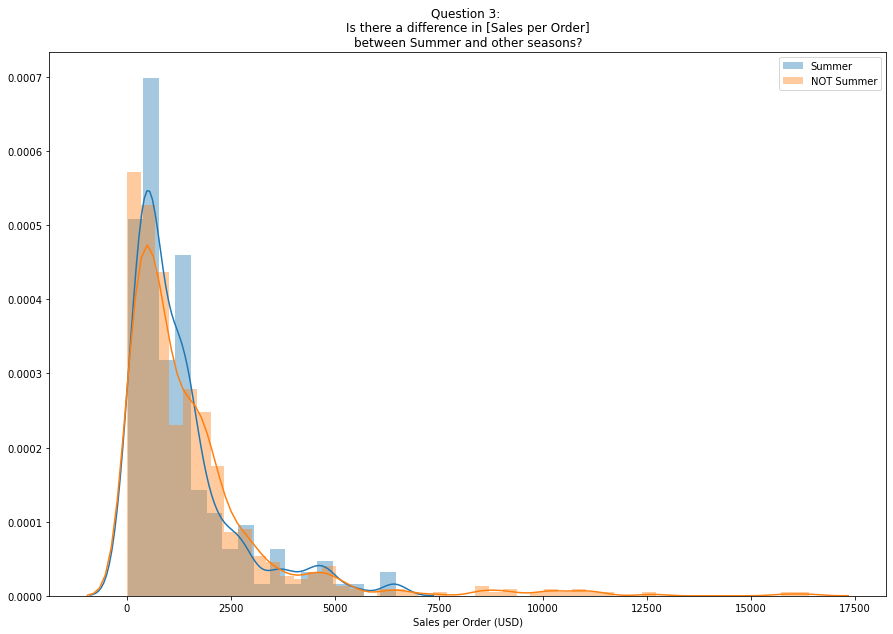 Question 3:
Is there a difference in [Sales per Order]
between Summer and other seasons?
Summer
NOT Summer
0.0007
0.0006
0.0005
0.0004
0.0003
0.0002
0.0001
0.0000
0 2500 5000 7500 10000 12500 15000 17500
Sales per Order (USD)